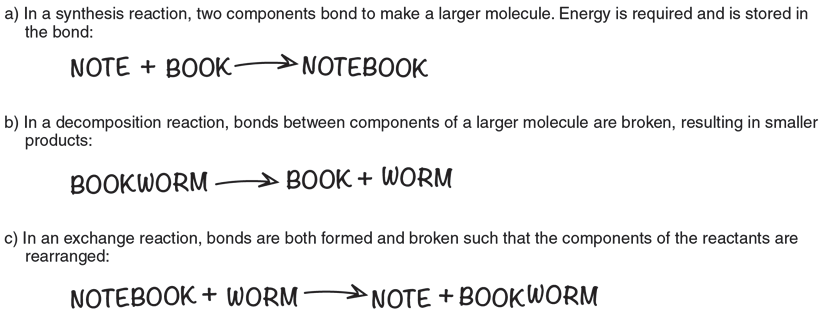 a) In a synthesis reaction, two components bond to make a larger molecule. Energy is required and is stored in
the bond:
NOTE + BOOK → NOTEBOOK
b) In a decomposition reaction, bonds between components of a larger molecule are broken, resulting in smaller
products:
BOOKWORM → BOOK + WORM
c) In an exchange reaction, bonds are both formed and broken such that the components of the reactants are
rearranged:
NOTEBOOK + WORM → NOTE + BOOKWORM